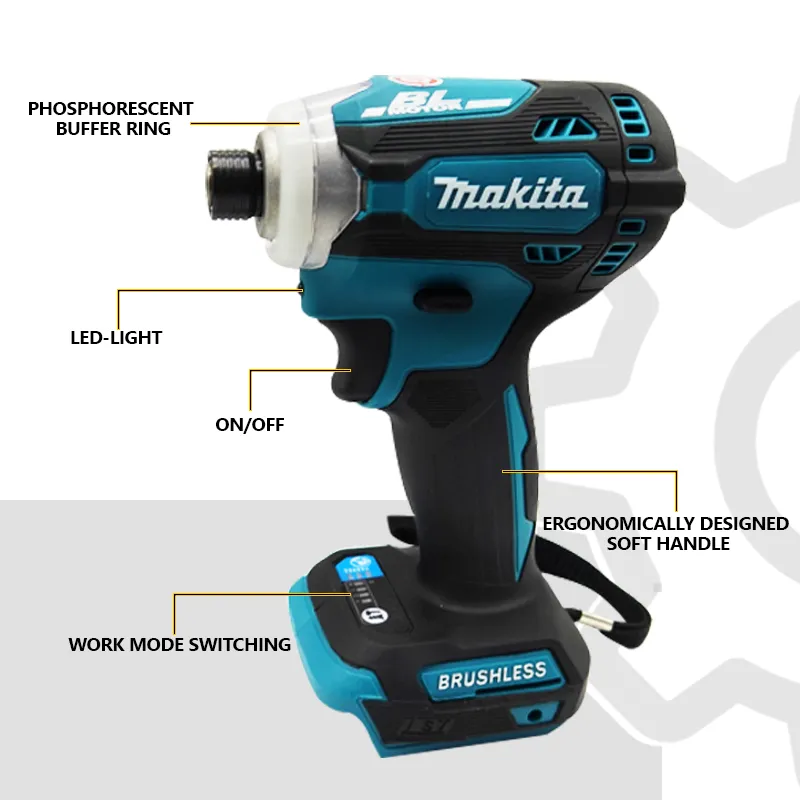 PHOSPHORESCENT
BUFFER RING
BL
MOTOR
makita
LED-LIGHT
ON/OFF
ERGONOMICALLY DESIGNED
SOFT HANDLE
WORK MODE SWITCHING
BRUSHLESS